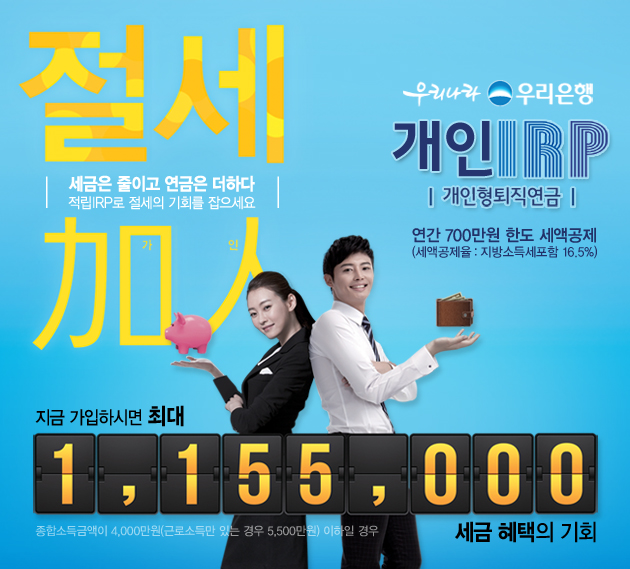 절세
세금은 줄이고 연금은 더하다
적립IRP로 절세의 기회를 잡으세요
加人
가 인
우리나라 우리은행
개인IRP
| 개인형퇴직연금 |
연간 700만원 한도 세액공제
(세액공제율 : 지방소득세포함 16.5%)
지금 가입하시면 최대
1,155,000
종합소득금액이 4,000만원(근로소득만 있는 경우 5,500만원) 이하일 경우
세금 혜택의 기회